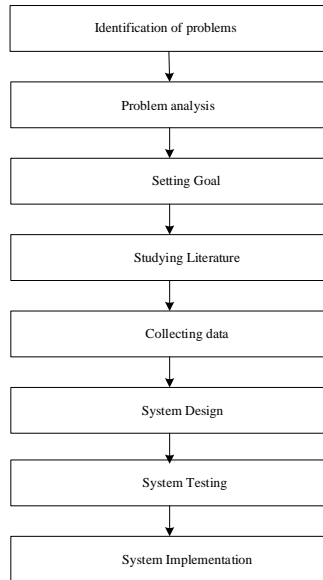 Identification of problems
Problem analysis
Setting Goal
Studying Literature
Collecting data
System Design
System Testing
System Implementation